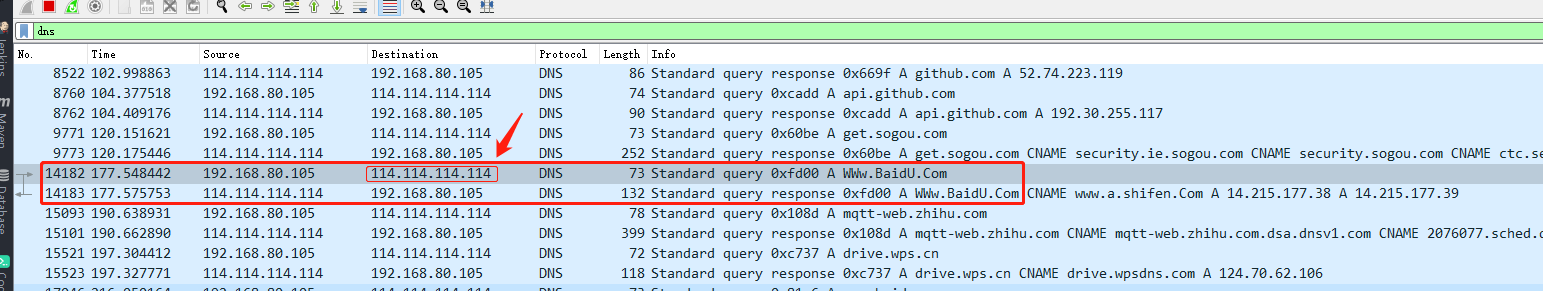 dns
No. Time Source Destination Protocol Length Info
8522 102.998863 114.114.114.114 192.168.80.105 DNS 86 Standard query response 0x669f A github.com A 52.74.223.119
8760 104.377518 192.168.80.105 114.114.114.114 DNS 74 Standard query 0xcadd A api.github.com
8762 104.409176 114.114.114.114 192.168.80.105 DNS 90 Standard query response 0xcadd A api.github.com A 192.30.255.117
9771 120.151621 192.168.80.105 114.114.114.114 DNS 73 Standard query 0x60be A get.sogou.com
9773 120.175446 114.114.114.114 192.168.80.105 DNS 252 Standard query response 0x60be A get.sogou.com CNAME security.ie.sogou.com CNAME security.sogou.com CNAME ctc.se
14182 177.548442 192.168.80.105 114.114.114.114 DNS 73 Standard query 0xfd00 A WWw.BaidU.Com
14183 177.575753 114.114.114.114 192.168.80.105 DNS 132 Standard query response 0xfd00 A WWw.BaidU.Com CNAME www.a.shifen.Com A 14.215.177.38 A 14.215.177.39
15093 190.638931 192.168.80.105 114.114.114.114 DNS 78 Standard query 0x108d A mqtt-web.zhihu.com
15101 190.662890 114.114.114.114 192.168.80.105 DNS 399 Standard query response 0x108d A mqtt-web.zhihu.com CNAME mqtt-web.zhihu.com.dsa.dnsv1.com CNAME 2076077.sched.d
15521 197.304412 192.168.80.105 114.114.114.114 DNS 72 Standard query 0xc737 A drive.wps.cn
15523 197.327771 114.114.114.114 192.168.80.105 DNS 118 Standard query response 0xc737 A drive.wps.cn CNAME drive.wpsdns.com A 124.70.62.106
Jenkins
Maven
Database